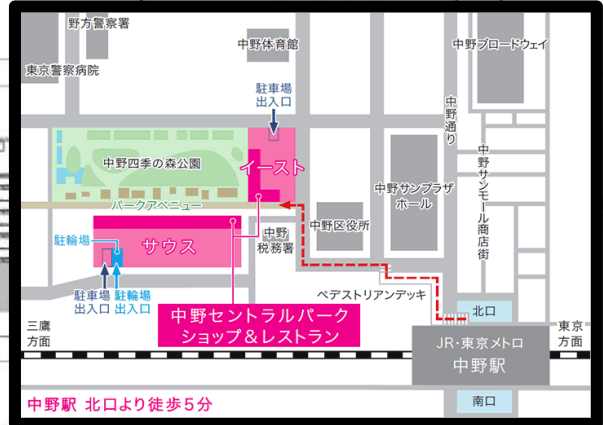 野方警察署
東京警察病院
中野体育館
中野ブロードウェイ
駐車場
出入口
中野通り
中野サンモール商店街
中野四季の森公園
イースト
中野サンプラザ
ホール
パークアベニュー
中野区役所
中野
税務署
駐輪場
サウス
駐車場
出入口
駐輪場
出入口
ペデストリアンデッキ
中野セントラルパーク
ショップ&レストラン
北口
三鷹
方面
東京
方面
JR・東京メトロ
中野駅
南口
中野駅 北口より徒歩5分